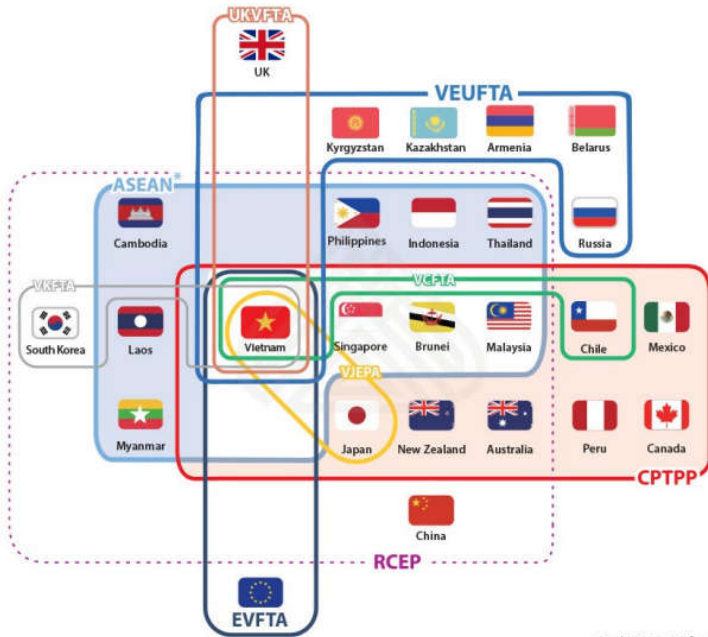 UKVFTA
UK
VEUFTA
Kyrgyzstan
Kazakhstan
Armenia
Belarus
ASEAN*
Cambodia
Philippines
Indonesia
Thailand
Russia
VKFTA
VCFTA
South Korea
Laos
Vietnam
Singapore
Brunei
Malaysia
Chile
Mexico
VJEPA
Myanmar
Japan
New Zealand
Australia
Peru
Canada
CPTPP
China
RCEP
EVFTA